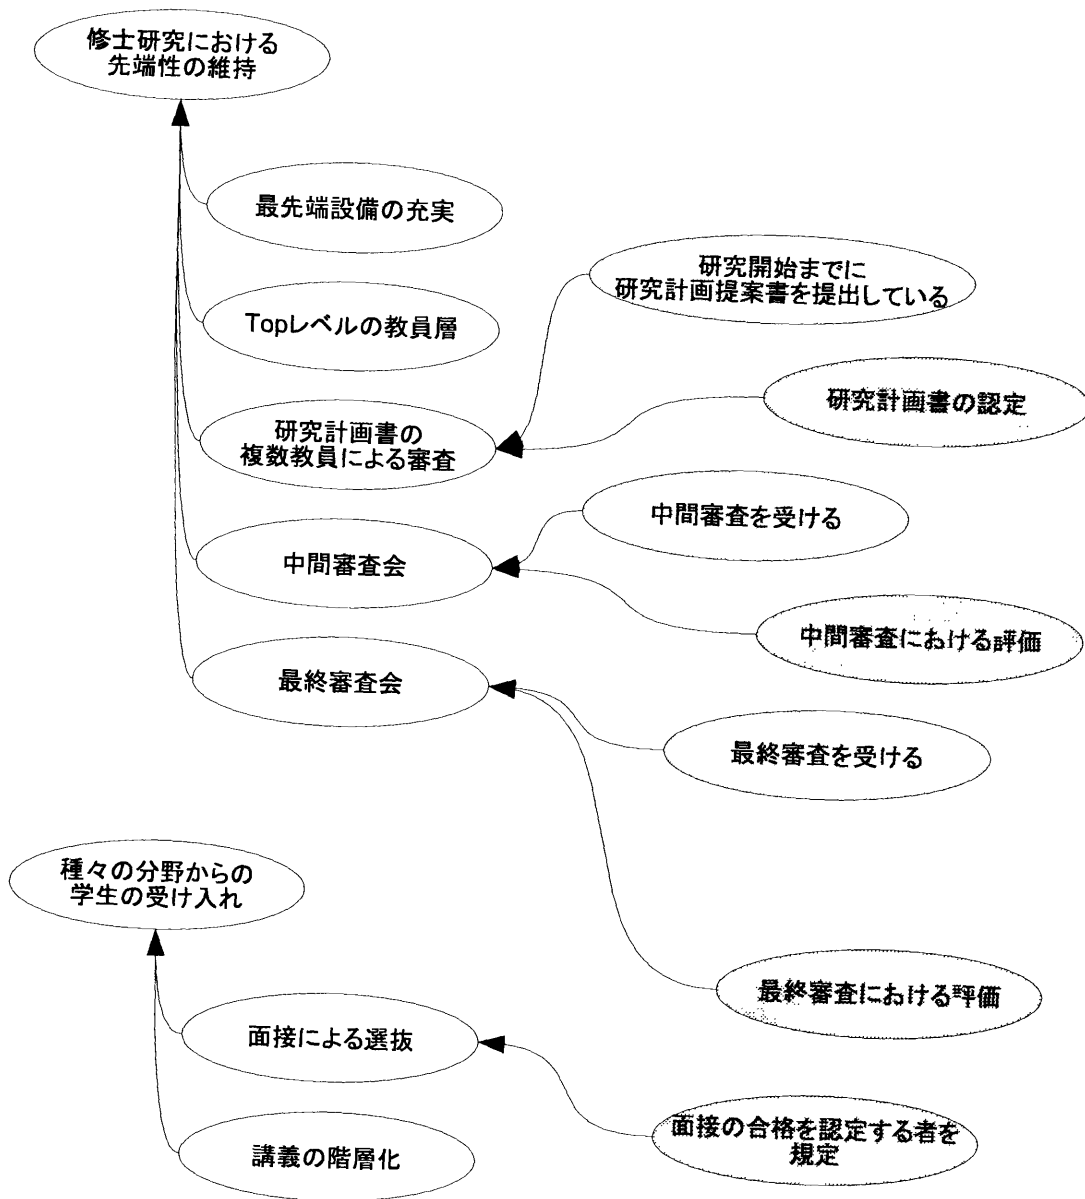 修士研究における
先端性の維持
最先端設備の充実
Topレベルの教員層
研究開始までに
研究計画提案書を提出している
研究計画書の認定
研究計画書の
複数教員による審査
中間審査を受ける
中間審査会
中間審査における評価
最終審査会
最終審査を受ける
種々の分野からの
学生の受け入れ
最終審査における評価
面接による選抜
面接の合格を認定する者を
規定
講義の階層化